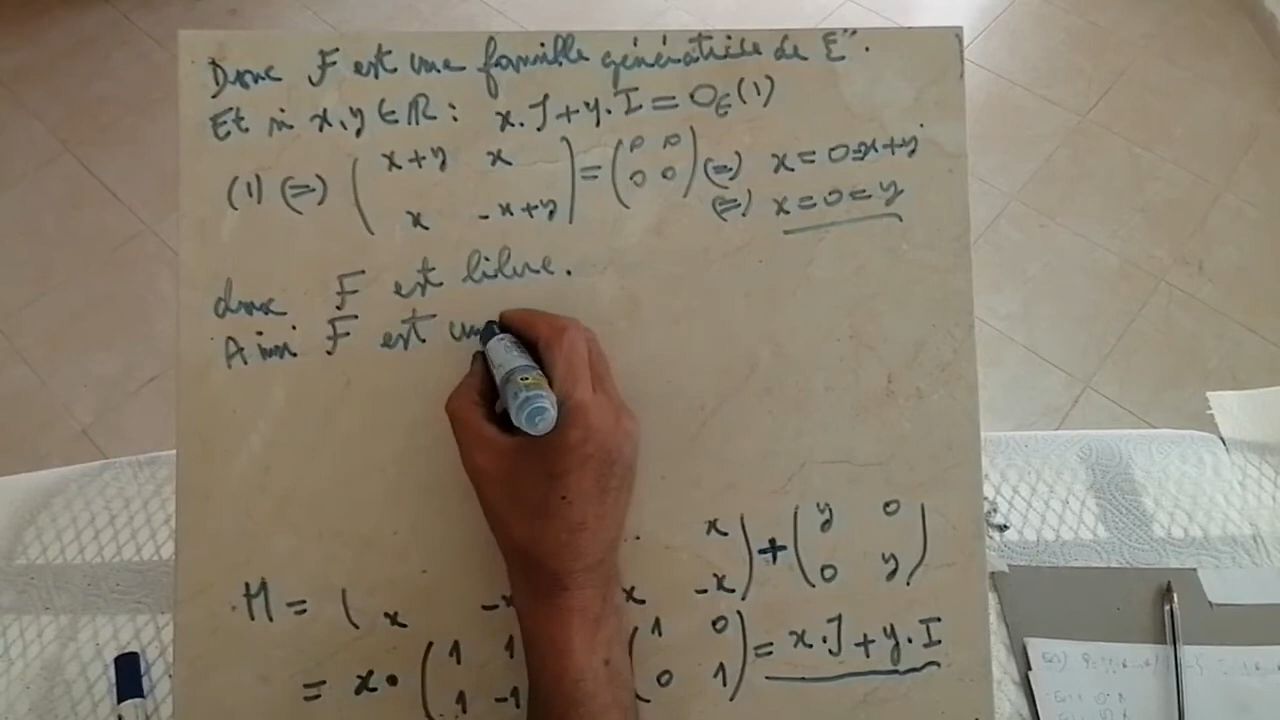 Donc F est une famille génératrice de E".
Et si x,y ∈ ℝ : x.J + y.I = O_E (1)
(1) (=) ( x+y x ; x -x+y ) = ( 0 0 ; 0 0 ) (=) x = 0 = x+y
(=) x = 0 = y
donc F est libre.
Ainsi F est un
M = ( x -x x x -x ) + ( y 0 ; 0 y )
= x. ( 1 1 ; 1 -1 ( 1 0 ; 0 1 ) = x.J + y.I